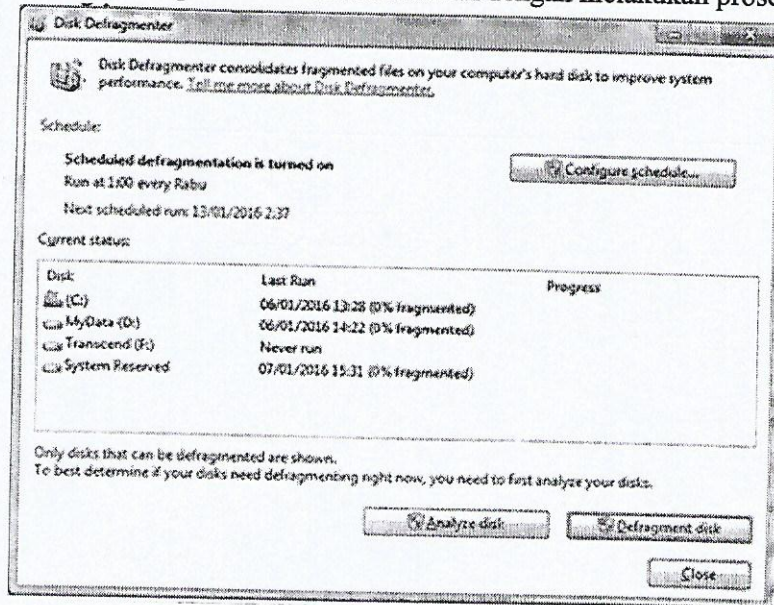 dengan melakukan prose
Disk Defragmenter
Disk Defragmenter consolidates fragmented files on your computer's hard disk to improve system
performance. Tell me more about Disk Defragmenter.
Schedule:
Scheduled defragmentation is turned on
Configure schedule...
Run at 1:00 every Rabu
Next scheduled run: 13/01/2016 2:37
Current status:
Disk Last Run Progress
(C:) 06/01/2016 13:28 (0% fragmented)
MyData (D:) 06/01/2016 14:22 (0% fragmented)
Transcend (F:) Never run
System Reserved 07/01/2016 15:31 (0% fragmented)
Only disks that can be defragmented are shown.
To best determine if your disks need defragmenting right now, you need to first analyze your disks.
Analyze disk Defragment disk
Close